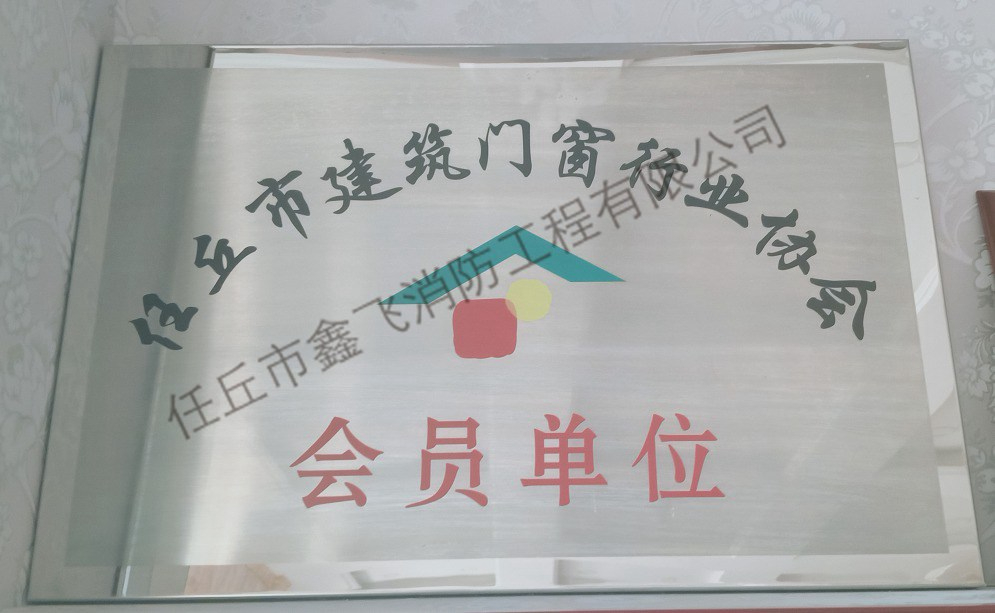 任丘市建筑门窗行业协会
任丘市鑫飞消防工程有限公司
会员单位